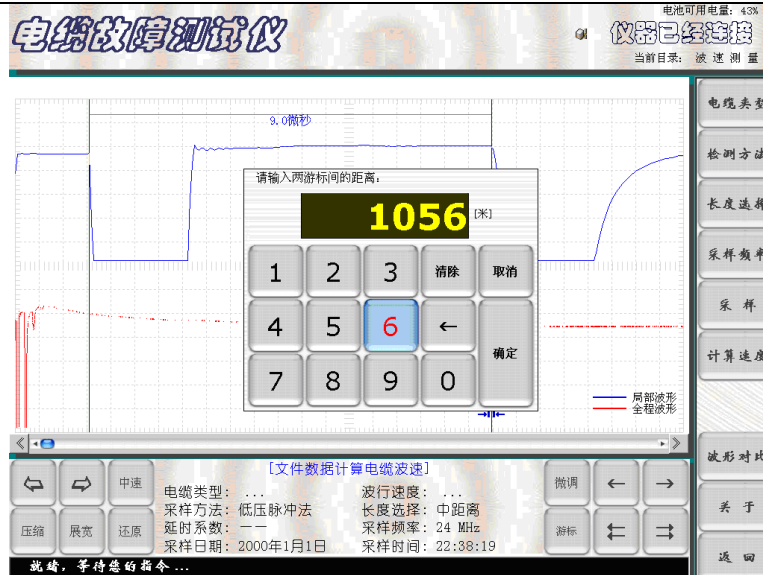 电池可用电量: 43%
电缆故障测试仪
仪器已经连接
当前目录: 波速测量
电缆类型
检测方法
长度选择
采样频率
采样
计算速度
波形对比
关于
返回
9.0微秒
请输入两游标间的距离:
1056 [米]
1 2 3 清除 取消
4 5 6 ←
确定
7 8 9 0
局部波形
全程波形
[文件数据计算电缆波速]
中速
压缩 展宽 还原
电缆类型: ... 波行速度: ...
采样方法: 低压脉冲法 长度选择: 中距离
延时系数: —— 采样频率: 24 MHz
采样日期: 2000年1月1日 采样时间: 22:38:19
微调 ← →
游标
就绪,等待您的指令...